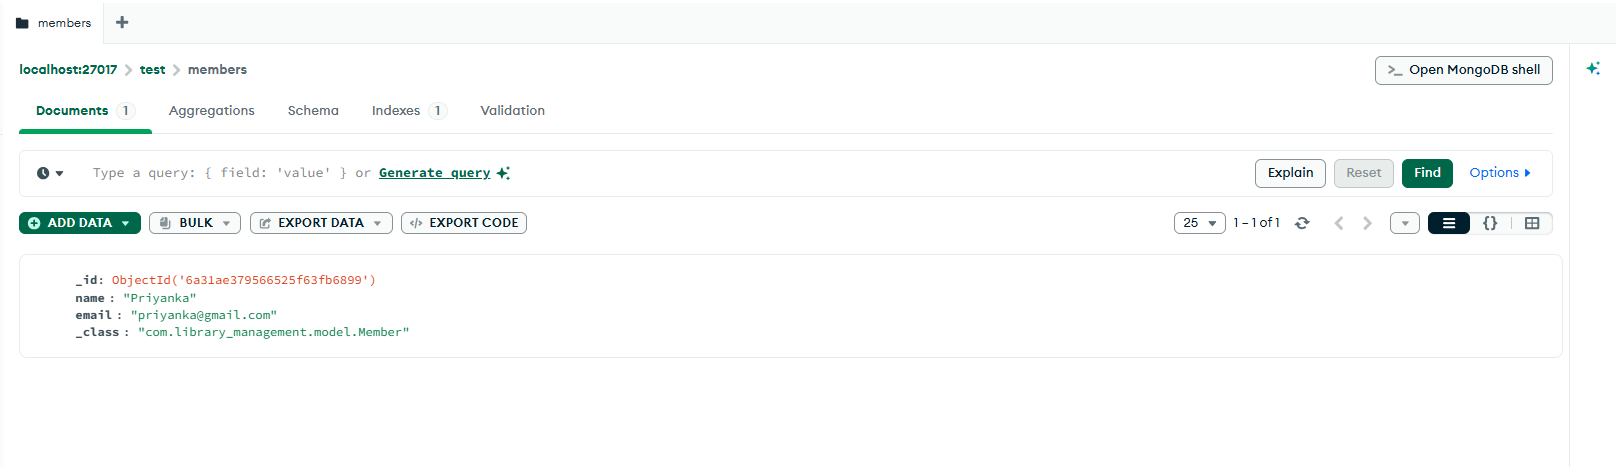 members
localhost:27017 test members
Open MongoDB shell
Documents 1 Aggregations Schema Indexes 1 Validation
Type a query: { field: 'value' } or Generate query
Explain Reset Find Options
ADD DATA BULK EXPORT DATA EXPORT CODE
25 1 – 1 of 1
_id: ObjectId('6a31ae379566525f63fb6899')
name : "Priyanka"
email : "priyanka@gmail.com"
_class : "com.library_management.model.Member"